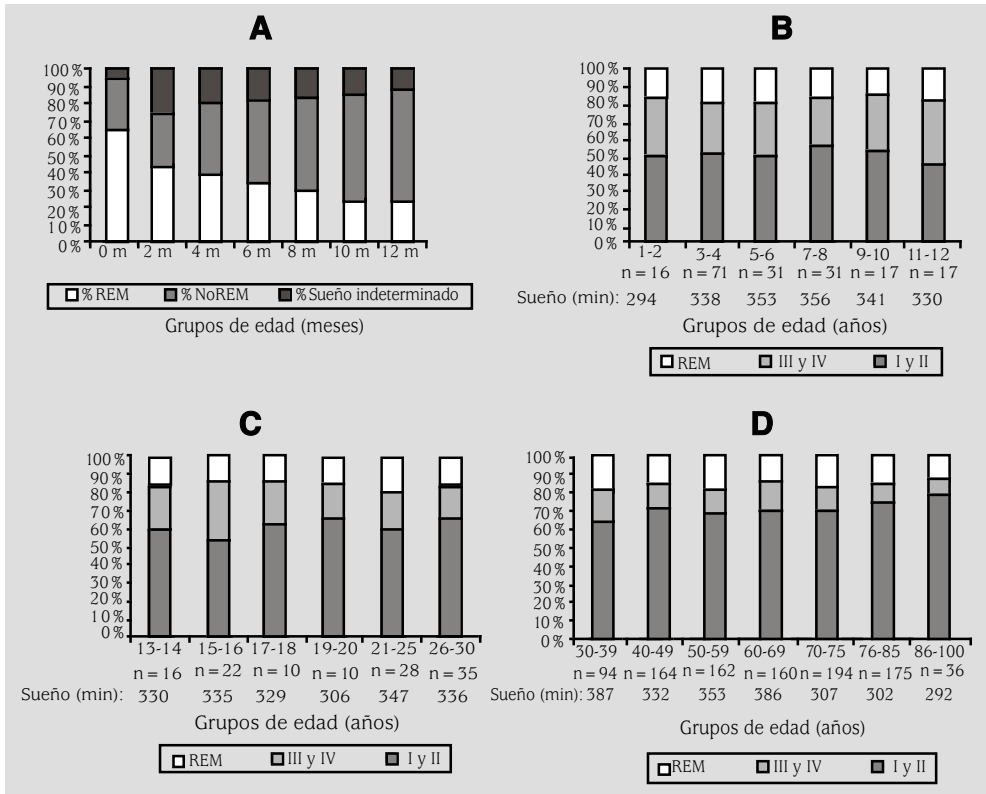 A
100 %
90 %
80 %
70 %
60 %
50 %
40 %
30 %
20 %
10 %
0 %
0 m 2 m 4 m 6 m 8 m 10 m 12 m
% REM % NoREM % Sueño indeterminado
Grupos de edad (meses)
B
100 %
90 %
80 %
70 %
60 %
50 %
40 %
30 %
20 %
10 %
0 %
1-2 3-4 5-6 7-8 9-10 11-12
n = 16 n = 71 n = 31 n = 31 n = 17 n = 17
Sueño (min): 294 338 353 356 341 330
Grupos de edad (años)
REM III y IV I y II
C
100 %
90 %
80 %
70 %
60 %
50 %
40 %
30 %
20 %
10 %
0 %
13-14 15-16 17-18 19-20 21-25 26-30
n = 16 n = 22 n = 10 n = 10 n = 28 n = 35
Sueño (min): 330 335 329 306 347 336
Grupos de edad (años)
REM III y IV I y II
D
100 %
90 %
80 %
70 %
60 %
50 %
40 %
30 %
20 %
10 %
0 %
30-39 40-49 50-59 60-69 70-75 76-85 86-100
n = 94 n = 164 n = 162 n = 160 n = 194 n = 175 n = 36
Sueño (min): 387 332 353 386 307 302 292
Grupos de edad (años)
REM III y IV I y II